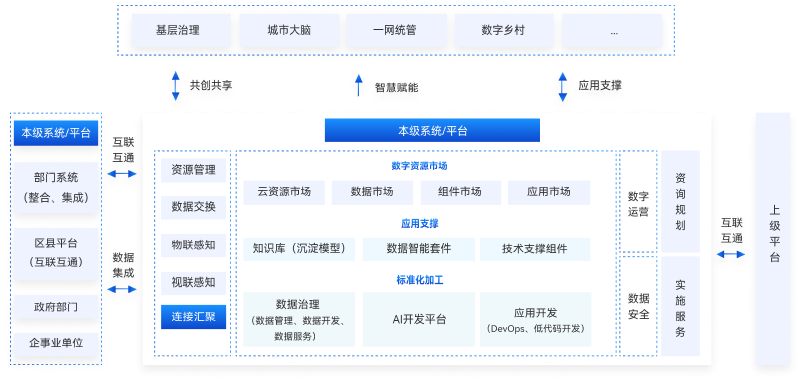 基层治理
城市大脑
一网统管
数字乡村
...
共创共享
智慧赋能
应用支撑
本级系统/平台
部门系统
（整合、集成）
区县平台
（互联互通）
政府部门
企事业单位
互联
互通
数据
集成
本级系统/平台
资源管理
数据交换
物联感知
视联感知
连接汇聚
数字资源市场
云资源市场
数据市场
组件市场
应用市场
应用支撑
知识库（沉淀模型）
数据智能套件
技术支撑组件
标准化加工
数据治理
（数据管理、数据开发、
数据服务）
AI开发平台
应用开发
（DevOps、低代码开发）
数字
运营
数据
安全
咨询规划
实施服务
互联
互通
上级平台